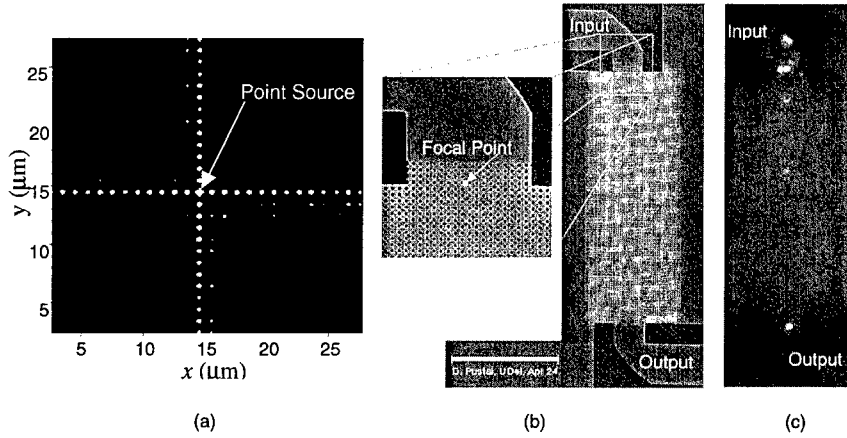 25
20
15
10
5
y (μm)
Point Source
5 10 15 20 25
x (μm)
(a)
Input
Focal Point
Output
D. Pustai, UDel, Apr 24
(b)
Input
Output
(c)